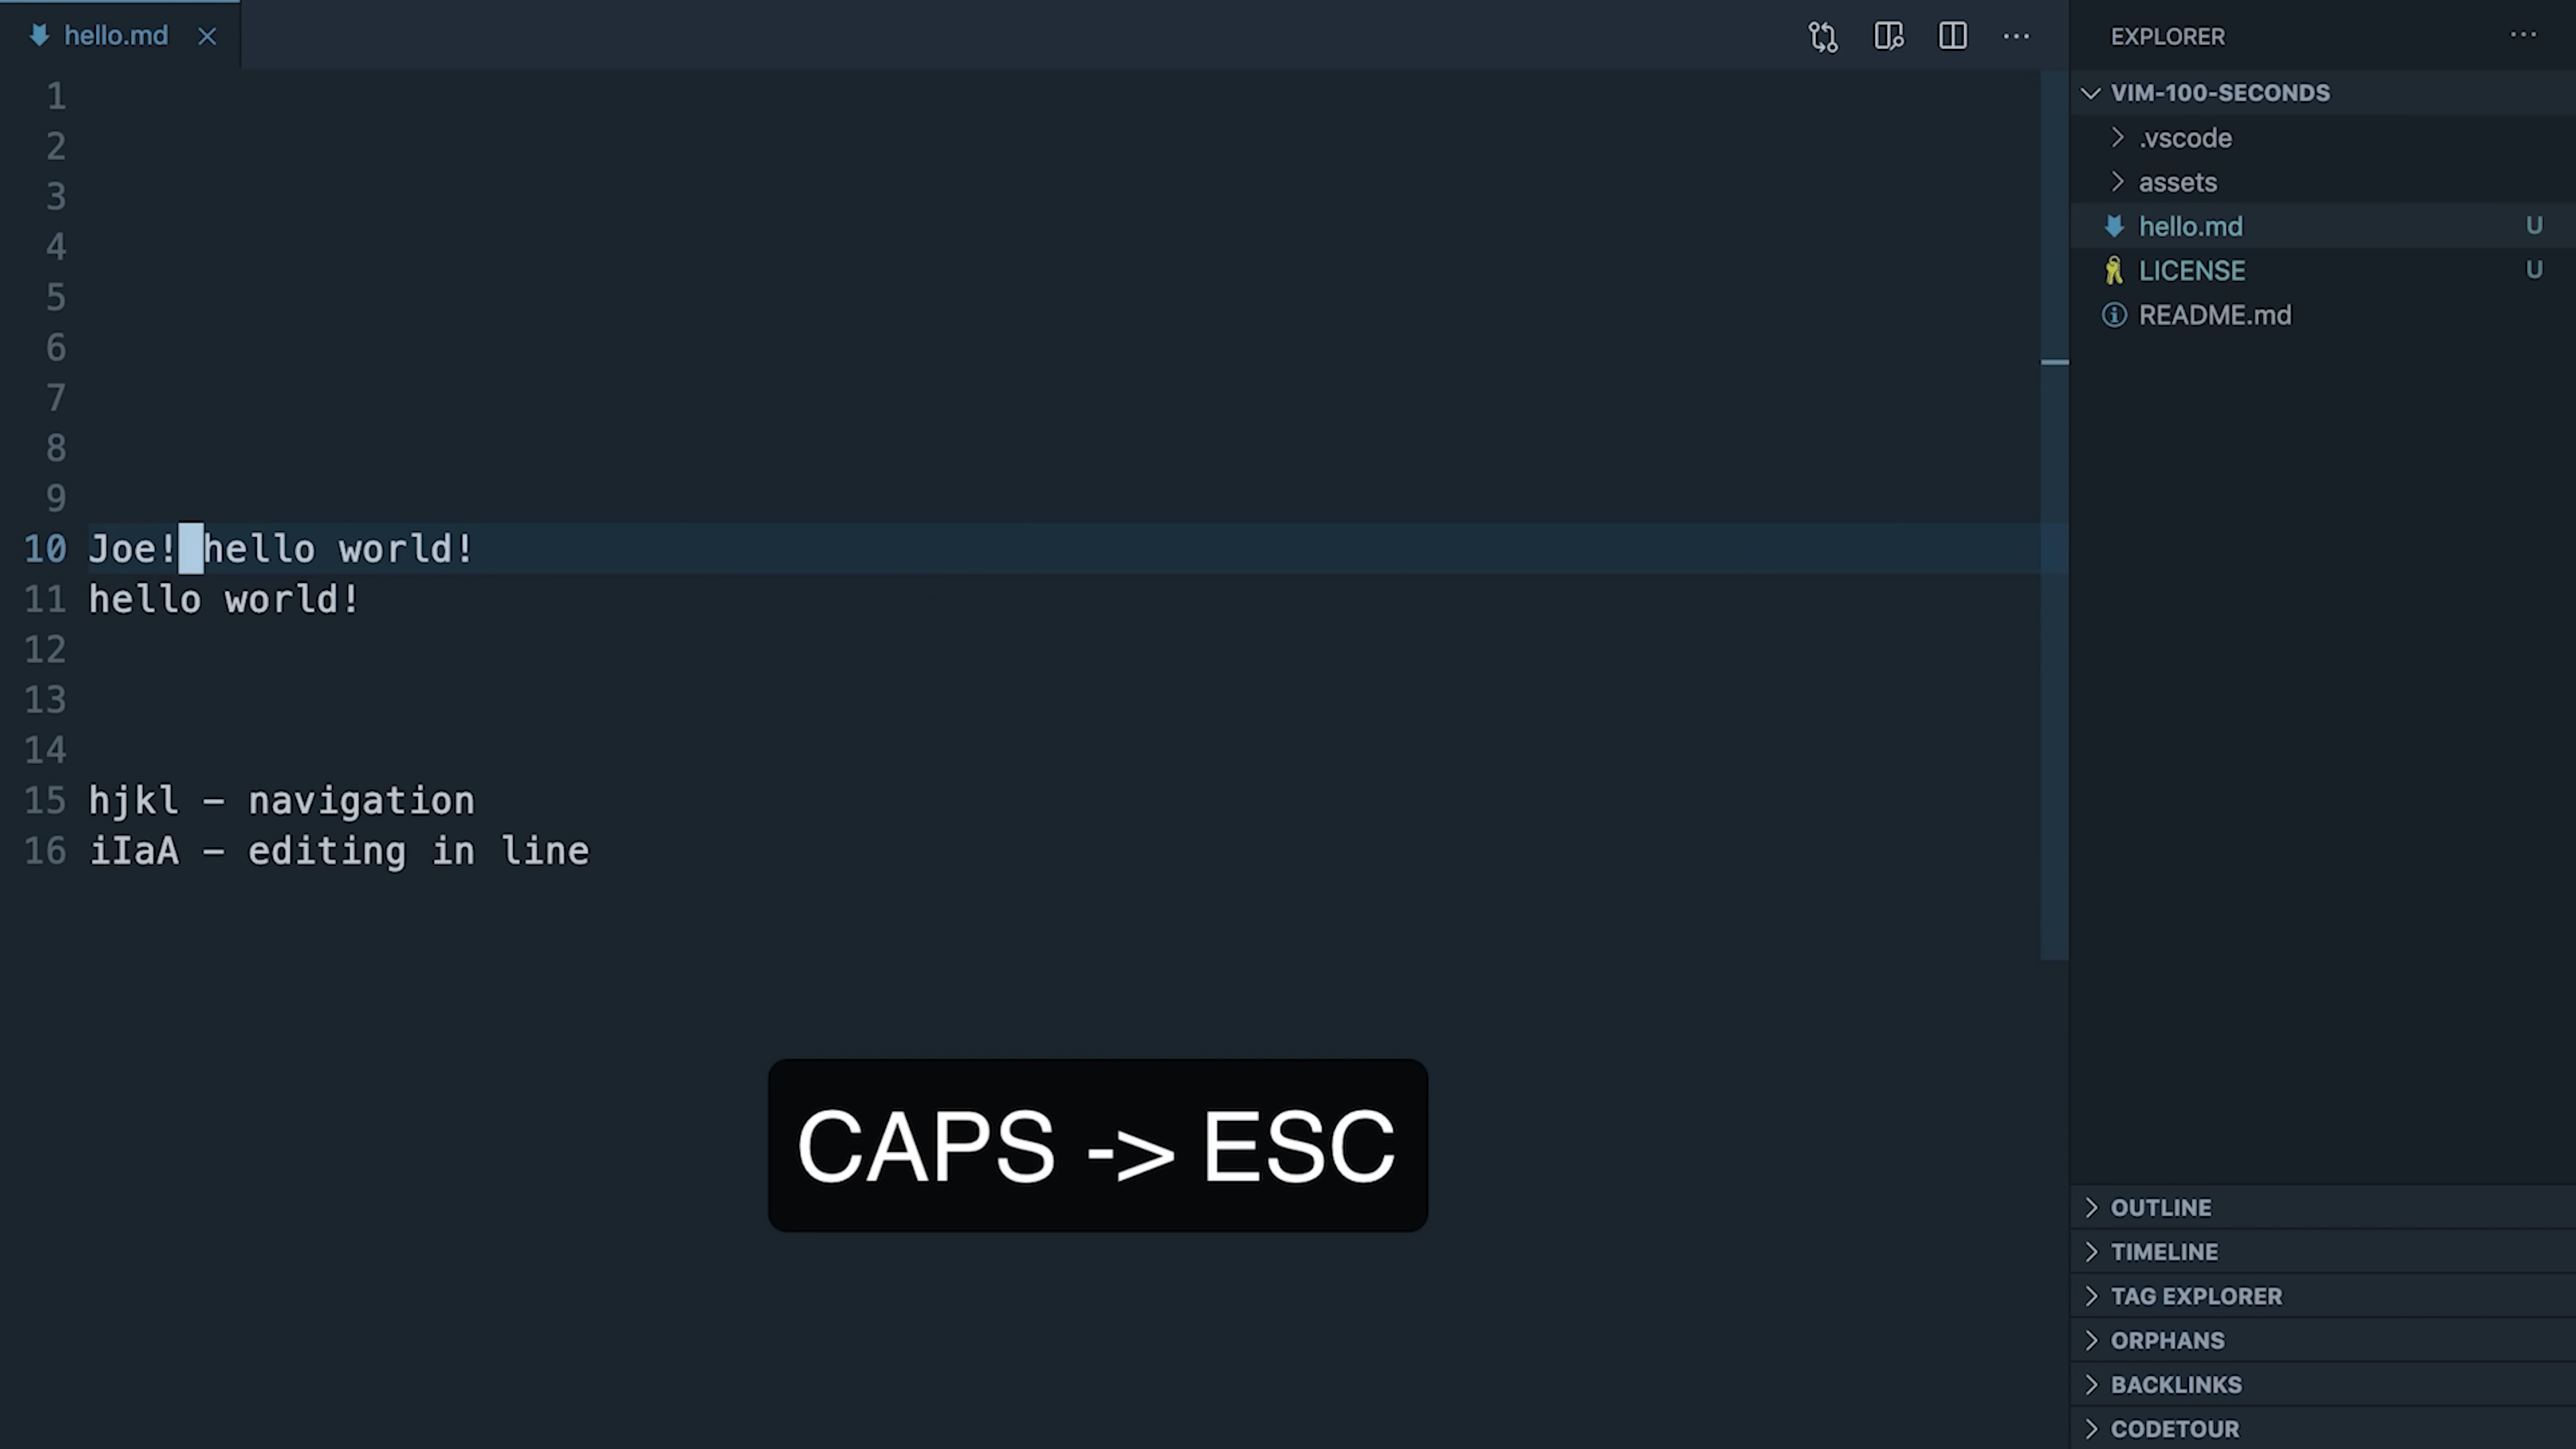 hello.md
EXPLORER
VIM-100-SECONDS
.vscode
assets
hello.md U
LICENSE U
README.md
1
2
3
4
5
6
7
8
9
10 Joe! hello world!
11 hello world!
12
13
14
15 hjkl – navigation
16 iIaA – editing in line
CAPS -> ESC
OUTLINE
TIMELINE
TAG EXPLORER
ORPHANS
BACKLINKS
CODETOUR